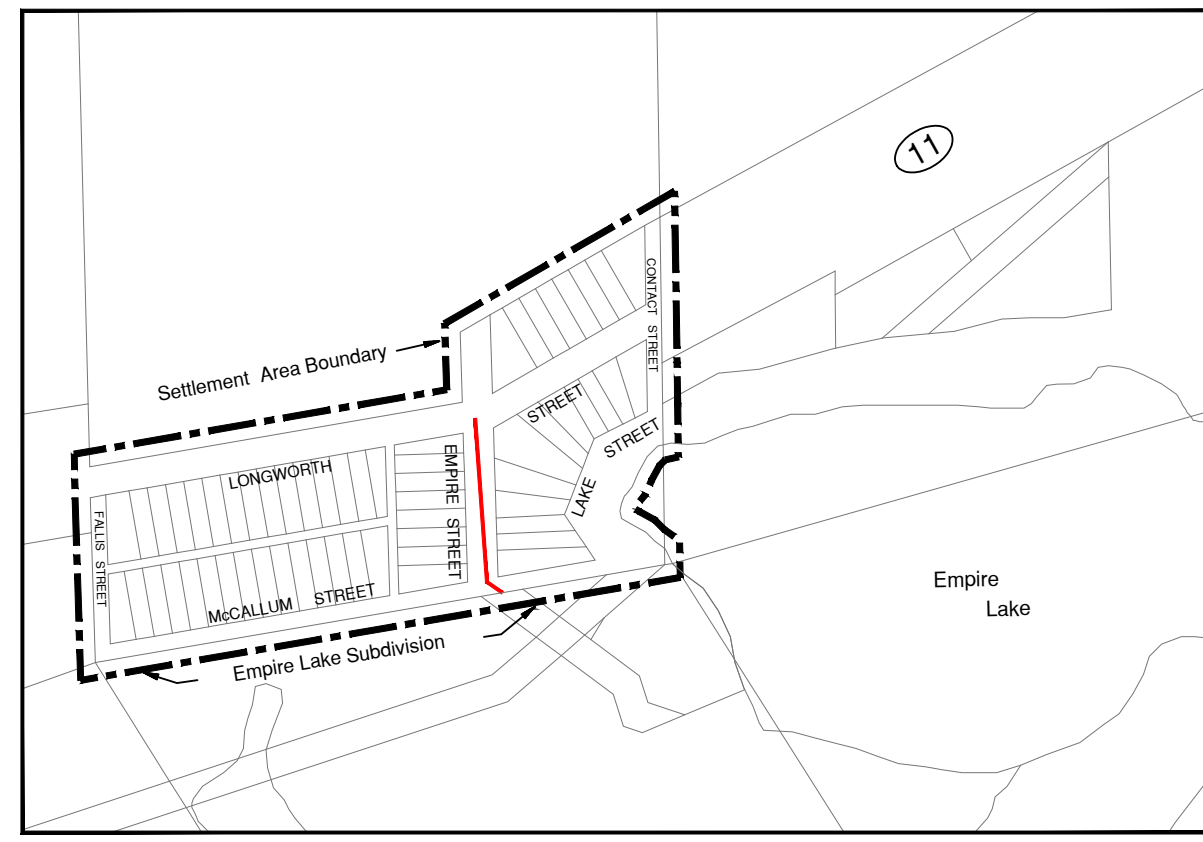 11
CONTACT STREET
Settlement Area Boundary
STREET
STREET
LONGWORTH
EMPIRE STREET
LAKE
FALLIS STREET
McCALLUM STREET
Empire
Lake
Empire Lake Subdivision